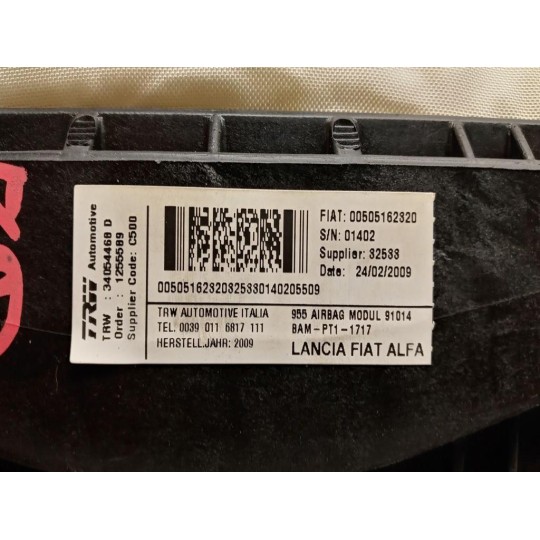 TRW Automotive
TRW : 34054468 D
Order : 1255589
Supplier Code: C500
FIAT: 00505162820
S/N: 01402
Supplier: 32533
Date: 24/02/2009
TRW AUTOMOTIVE ITALIA
TEL. 0039 011 6817 111
HERSTELL.JAHR: 2009
955 AIRBAG MODUL 91014
BAM-PT1-1717
LANCIA FIAT ALFA